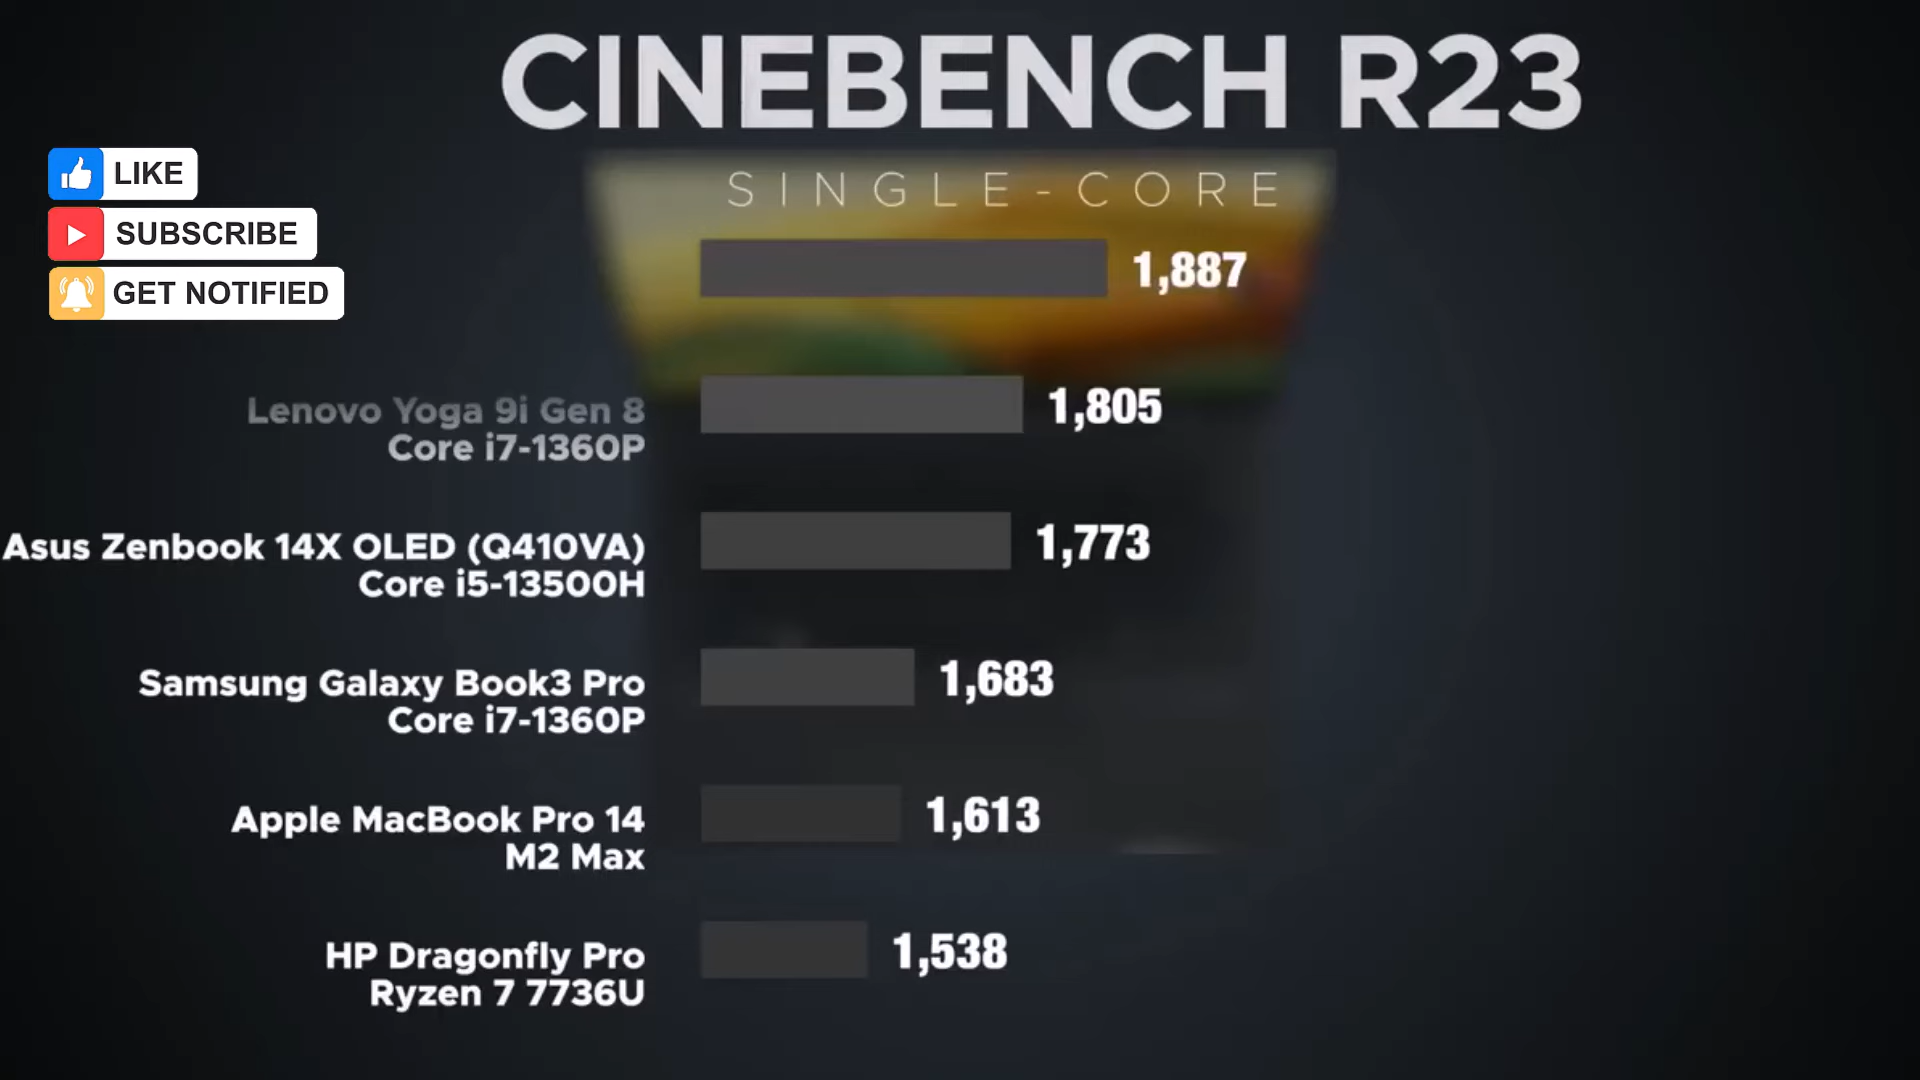 CINEBENCH R23
SINGLE-CORE
LIKE
SUBSCRIBE
GET NOTIFIED
1,887
Lenovo Yoga 9i Gen 8
Core i7-1360P
1,805
Asus Zenbook 14X OLED (Q410VA)
Core i5-13500H
1,773
Samsung Galaxy Book3 Pro
Core i7-1360P
1,683
Apple MacBook Pro 14
M2 Max
1,613
HP Dragonfly Pro
Ryzen 7 7736U
1,538